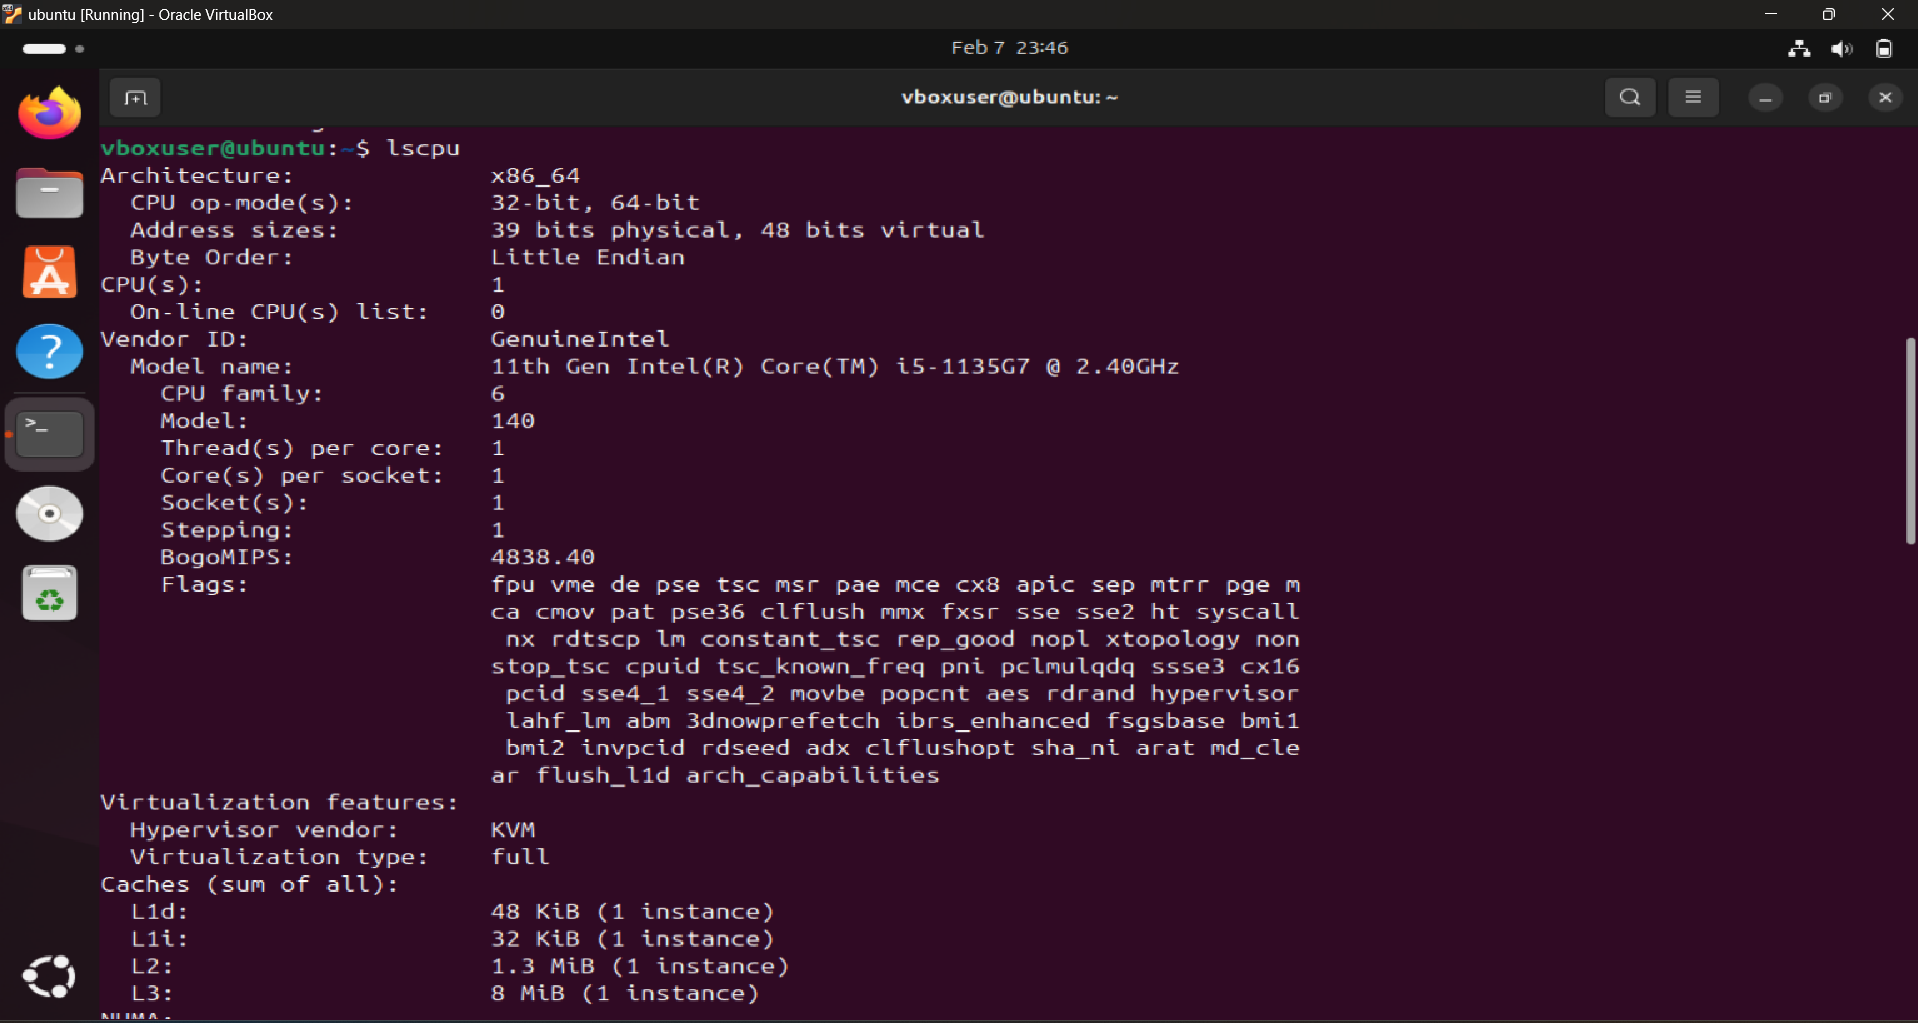 ubuntu [Running] - Oracle VirtualBox
Feb 7 23:46
vboxuser@ubuntu: ~
vboxuser@ubuntu:~$ lscpu
Architecture: x86_64
CPU op-mode(s): 32-bit, 64-bit
Address sizes: 39 bits physical, 48 bits virtual
Byte Order: Little Endian
CPU(s): 1
On-line CPU(s) list: 0
Vendor ID: GenuineIntel
Model name: 11th Gen Intel(R) Core(TM) i5-1135G7 @ 2.40GHz
CPU family: 6
Model: 140
Thread(s) per core: 1
Core(s) per socket: 1
Socket(s): 1
Stepping: 1
BogoMIPS: 4838.40
Flags: fpu vme de pse tsc msr pae mce cx8 apic sep mtrr pge m
ca cmov pat pse36 clflush mmx fxsr sse sse2 ht syscall
nx rdtscp lm constant_tsc rep_good nopl xtopology non
stop_tsc cpuid tsc_known_freq pni pclmulqdq ssse3 cx16
pcid sse4_1 sse4_2 movbe popcnt aes rdrand hypervisor
lahf_lm abm 3dnowprefetch ibrs_enhanced fsgsbase bmi1
bmi2 invpcid rdseed adx clflushopt sha_ni arat md_cle
ar flush_l1d arch_capabilities
Virtualization features:
Hypervisor vendor: KVM
Virtualization type: full
Caches (sum of all):
L1d: 48 KiB (1 instance)
L1i: 32 KiB (1 instance)
L2: 1.3 MiB (1 instance)
L3: 8 MiB (1 instance)
NUMA: